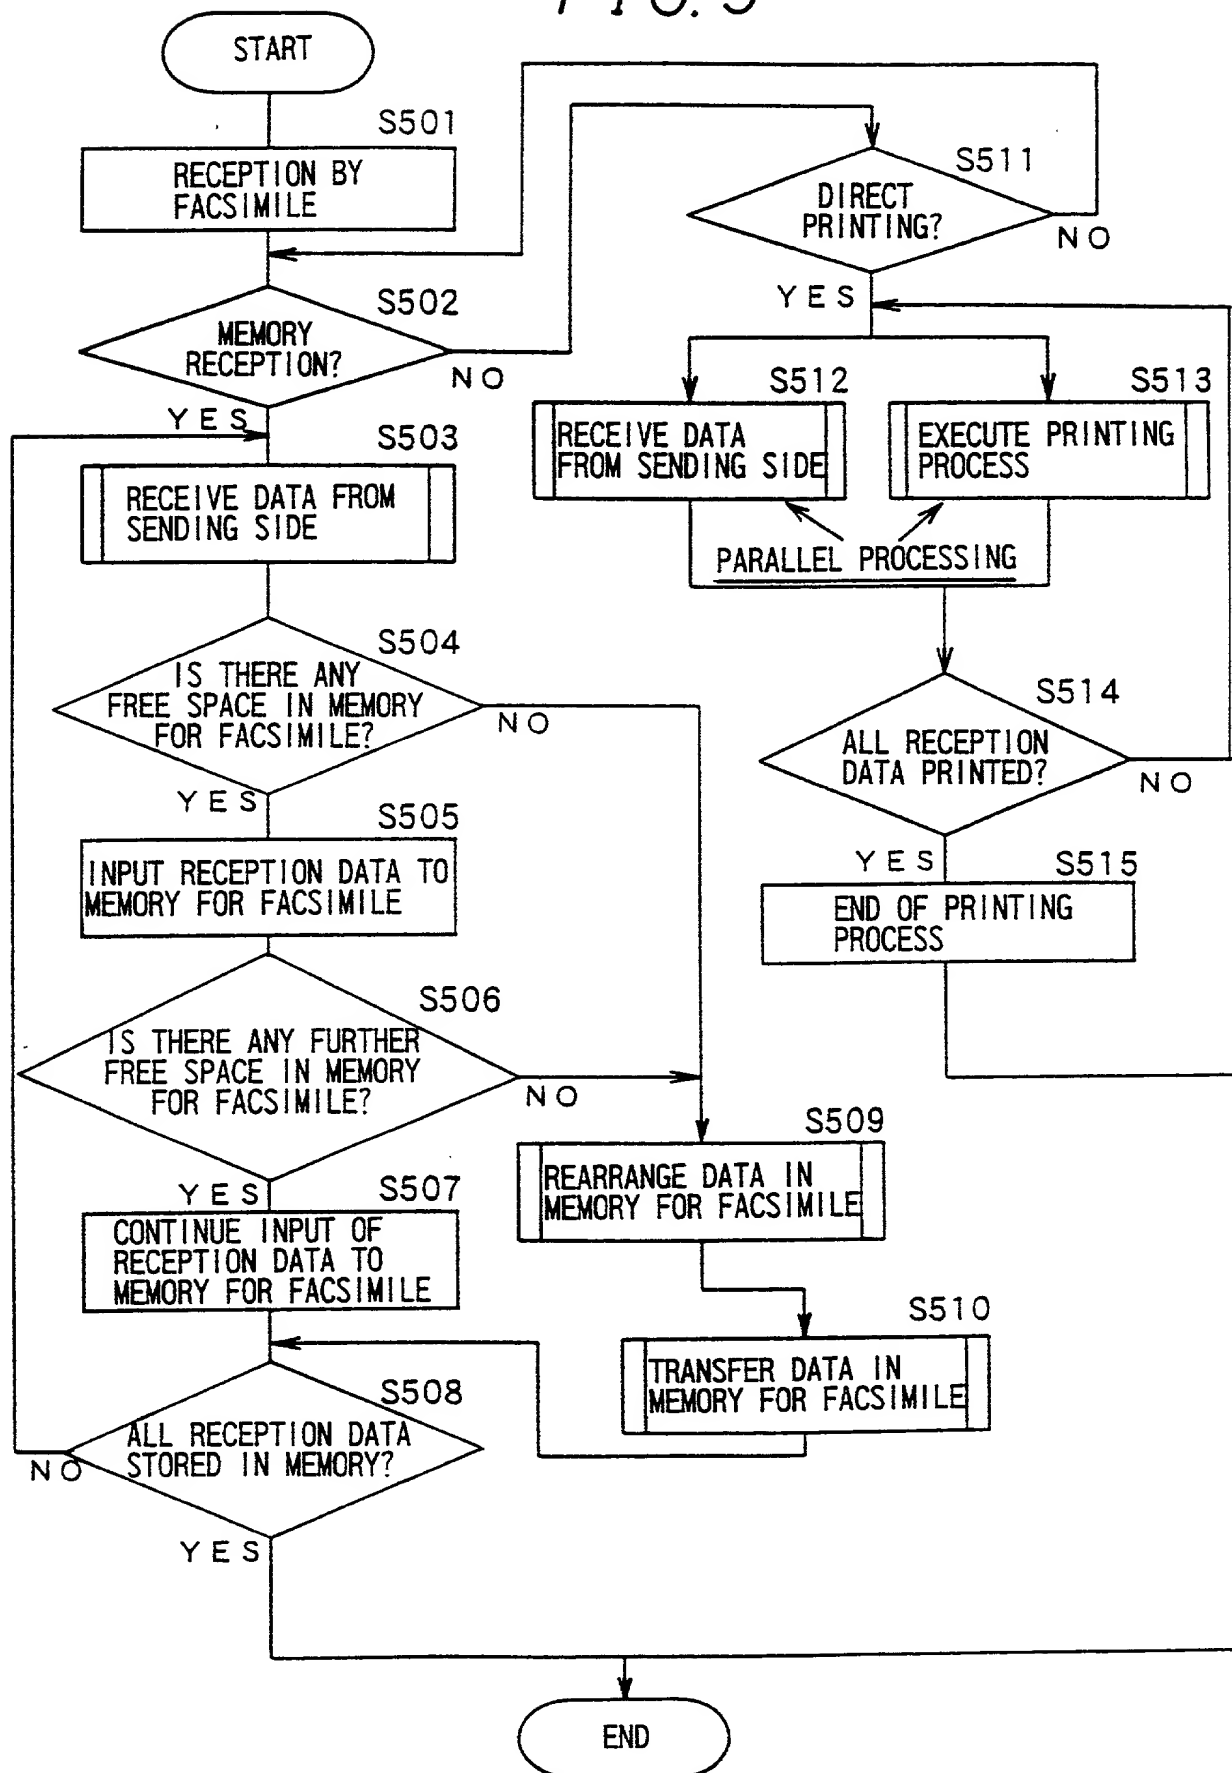 FIG. 5
START
S501
RECEPTION BY
FACSIMILE
S502
MEMORY
RECEPTION?
NO
YES
S503
RECEIVE DATA FROM
SENDING SIDE
S504
IS THERE ANY
FREE SPACE IN MEMORY
FOR FACSIMILE?
NO
YES
S505
INPUT RECEPTION DATA TO
MEMORY FOR FACSIMILE
S506
IS THERE ANY FURTHER
FREE SPACE IN MEMORY
FOR FACSIMILE?
NO
YES
S507
CONTINUE INPUT OF
RECEPTION DATA TO
MEMORY FOR FACSIMILE
S508
ALL RECEPTION DATA
STORED IN MEMORY?
NO
YES
S509
REARRANGE DATA IN
MEMORY FOR FACSIMILE
S510
TRANSFER DATA IN
MEMORY FOR FACSIMILE
S511
DIRECT
PRINTING?
NO
YES
S512
RECEIVE DATA
FROM SENDING SIDE
S513
EXECUTE PRINTING
PROCESS
PARALLEL PROCESSING
S514
ALL RECEPTION
DATA PRINTED?
NO
YES
S515
END OF PRINTING
PROCESS
END